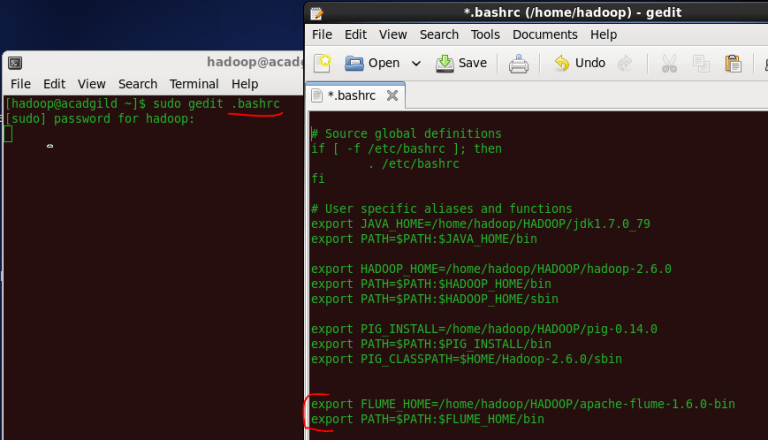 hadoop@acadg
File Edit View Search Terminal Help
[hadoop@acadgild ~]$ sudo gedit .bashrc
[sudo] password for hadoop:
*.bashrc (/home/hadoop) - gedit
File Edit View Search Tools Documents Help
Open Save Undo
*.bashrc
# Source global definitions
if [ -f /etc/bashrc ]; then
. /etc/bashrc
fi
# User specific aliases and functions
export JAVA_HOME=/home/hadoop/HADOOP/jdk1.7.0_79
export PATH=$PATH:$JAVA_HOME/bin
export HADOOP_HOME=/home/hadoop/HADOOP/hadoop-2.6.0
export PATH=$PATH:$HADOOP_HOME/bin
export PATH=$PATH:$HADOOP_HOME/sbin
export PIG_INSTALL=/home/hadoop/HADOOP/pig-0.14.0
export PATH=$PATH:$PIG_INSTALL/bin
export PIG_CLASSPATH=$HOME/Hadoop-2.6.0/sbin
export FLUME_HOME=/home/hadoop/HADOOP/apache-flume-1.6.0-bin
export PATH=$PATH:$FLUME_HOME/bin